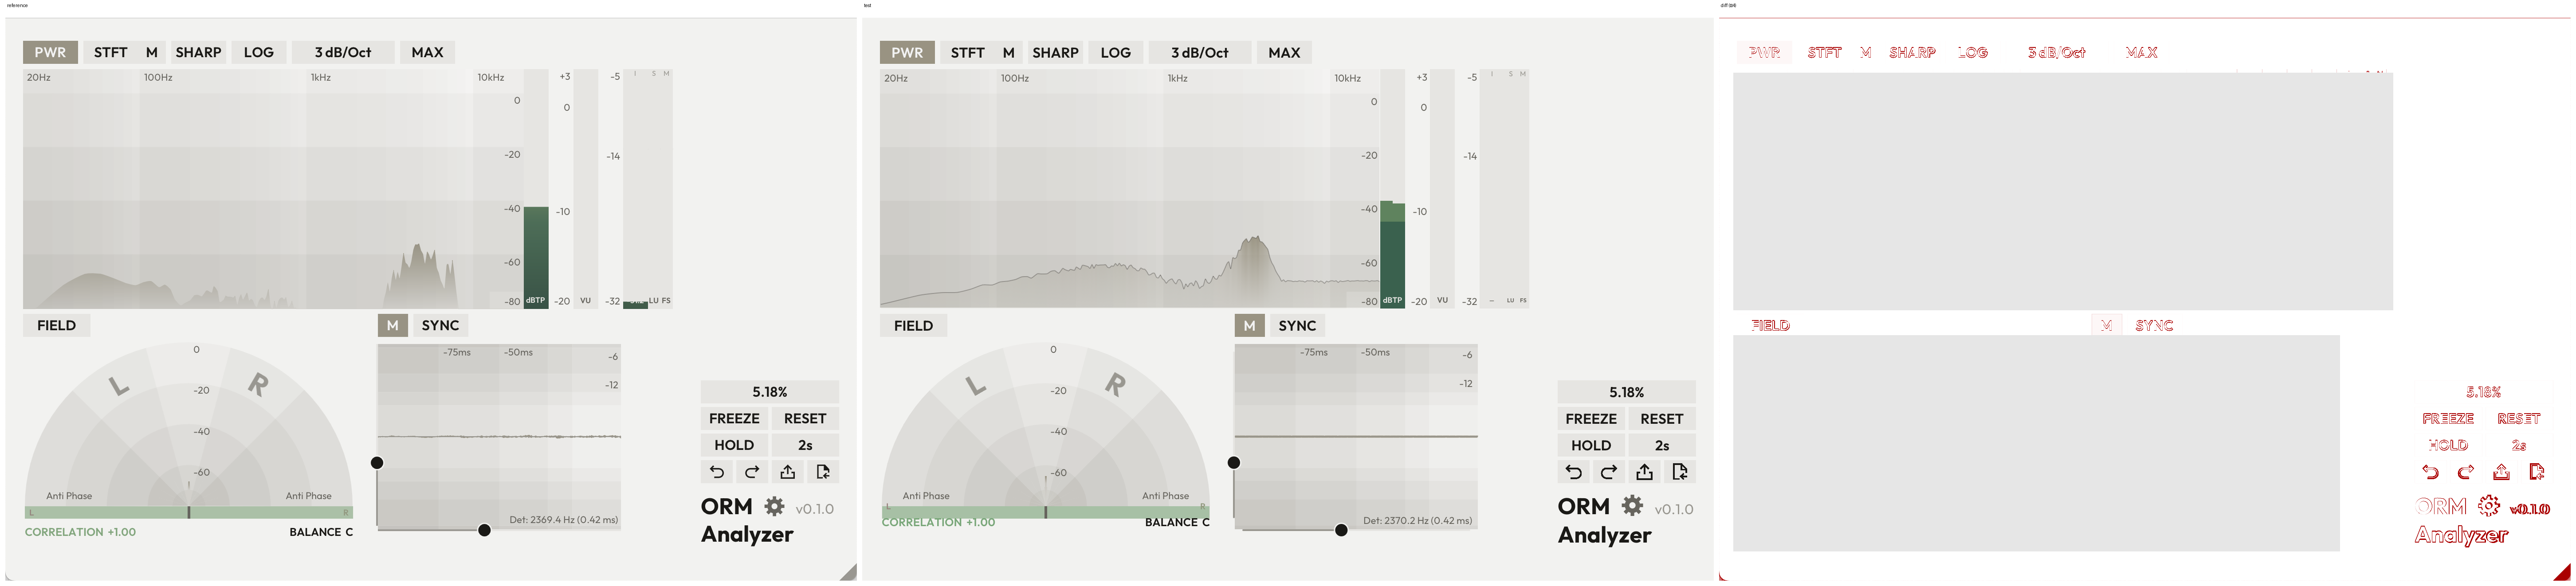 reference
PWR STFT M SHARP LOG 3 dB/Oct MAX
20Hz 100Hz 1kHz 10kHz +3 -5 I S M
0 0
-20 -14
-40 -10
-60
-80 dBTP -20 VU -32 LU FS
FIELD M SYNC
0 -75ms -50ms -6
L R -20 -12
-40
-60
Anti Phase Anti Phase
L R
CORRELATION +1.00 BALANCE C
Det: 2369.4 Hz (0.42 ms)
5.18%
FREEZE RESET
HOLD 2s
ORM v0.1.0
Analyzer
test
PWR STFT M SHARP LOG 3 dB/Oct MAX
20Hz 100Hz 1kHz 10kHz +3 -5 I S M
0 0
-20 -14
-40 -10
-60
-80 dBTP -20 VU -32 -- LU FS
FIELD M SYNC
0 -75ms -50ms -6
L R -20 -12
-40
-60
Anti Phase Anti Phase
L R
CORRELATION +1.00 BALANCE C
Det: 2370.2 Hz (0.42 ms)
5.18%
FREEZE RESET
HOLD 2s
ORM v0.1.0
Analyzer
PWR STFT M SHARP LOG 3 dB/Oct MAX
FIELD M SYNC
5.18%
FREEZE RESET
HOLD 2s
ORM v0.1.0
Analyzer